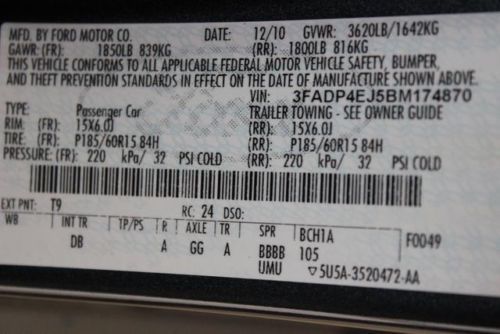 MFD. BY FORD MOTOR CO. DATE: 12/10 GVWR: 3620LB/1642KG
GAWR: (FR): 1850LB 839KG (RR): 1800LB 816KG
THIS VEHICLE CONFORMS TO ALL APPLICABLE FEDERAL MOTOR VEHICLE SAFETY, BUMPER,
AND THEFT PREVENTION STANDARDS IN EFFECT ON THE DATE OF MANUFACTURE SHOWN ABOVE.
VIN: 3FADP4EJ5BM174870
TYPE: Passenger Car TRAILER TOWING - SEE OWNER GUIDE
RIM: (FR): 15X6.0J (RR): 15X6.0J
TIRE: (FR): P185/60R15 84H (RR): P185/60R15 84H
PRESSURE: (FR): 220 kPa/ 32 PSI COLD (RR): 220 kPa/ 32 PSI COLD
EXT PNT: T9 RC: 24 DSO:
WB INT TR TP/PS R AXLE TR SPR BCH1A F0049
DB A GG A BBBB 105
UMU ▽5U5A-3520472-AA